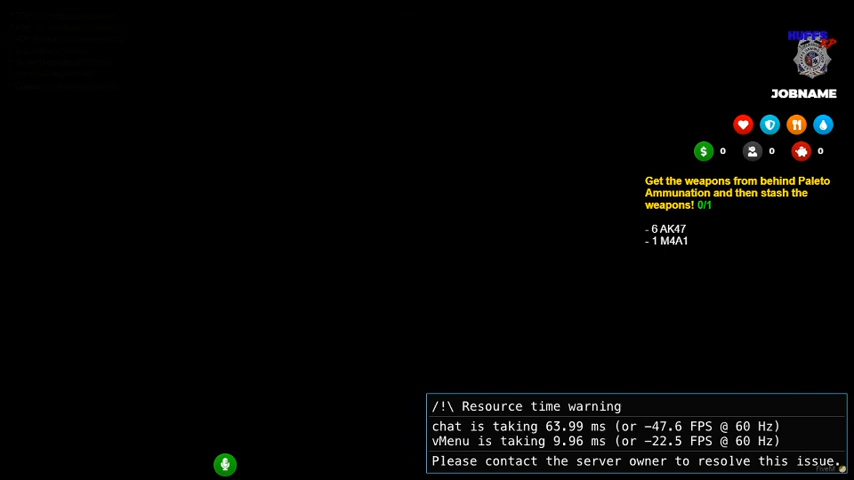 HUFFS
RP
JOBNAME
0
0
0
Get the weapons from behind Paleto
Ammunation and then stash the
weapons! 0/1
- 6 AK47
- 1 M4A1
/!\ Resource time warning
chat is taking 63.99 ms (or -47.6 FPS @ 60 Hz)
vMenu is taking 9.96 ms (or -22.5 FPS @ 60 Hz)
Please contact the server owner to resolve this issue.
FiveM